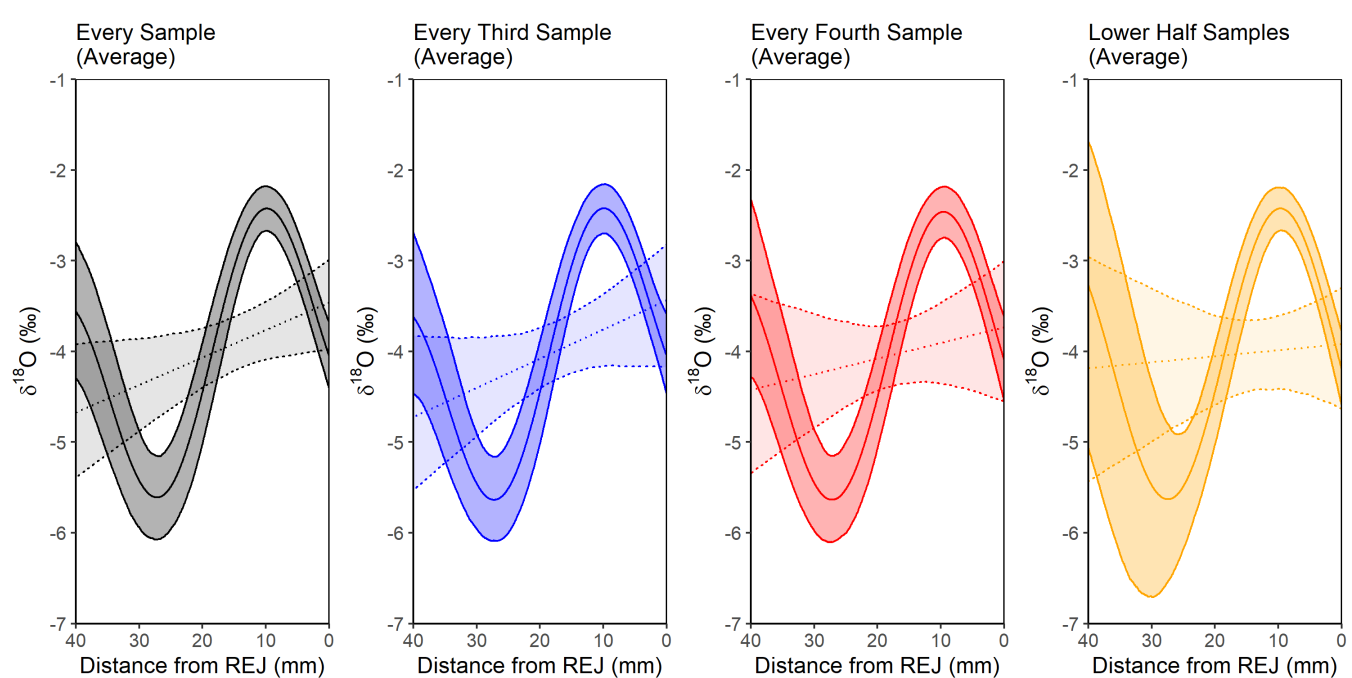 Every Sample
(Average)
-1
-2
-3
-4
-5
-6
-7
δ¹⁸O (‰)
40 30 20 10 0
Distance from REJ (mm)
Every Third Sample
(Average)
-1
-2
-3
-4
-5
-6
-7
δ¹⁸O (‰)
40 30 20 10 0
Distance from REJ (mm)
Every Fourth Sample
(Average)
-1
-2
-3
-4
-5
-6
-7
δ¹⁸O (‰)
40 30 20 10 0
Distance from REJ (mm)
Lower Half Samples
(Average)
-1
-2
-3
-4
-5
-6
-7
δ¹⁸O (‰)
40 30 20 10 0
Distance from REJ (mm)